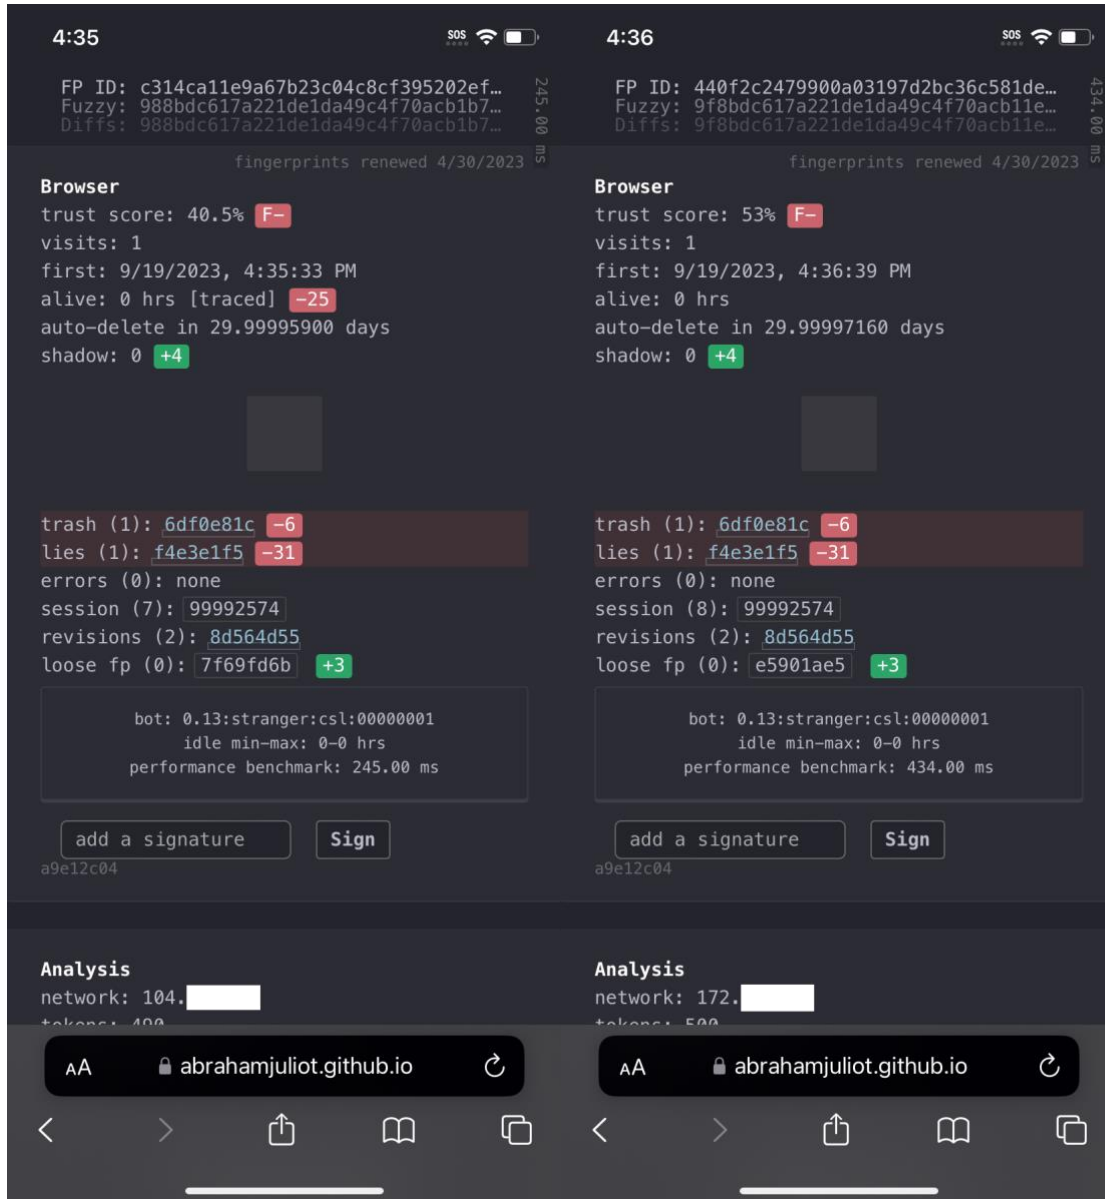 4:35
SOS
FP ID: c314ca11e9a67b23c04c8cf395202ef…
Fuzzy: 988bdc617a221de1da49c4f70acb1b7…
Diffs: 988bdc617a221de1da49c4f70acb1b7…
245.00 ms
fingerprints renewed 4/30/2023
Browser
trust score: 40.5% F-
visits: 1
first: 9/19/2023, 4:35:33 PM
alive: 0 hrs [traced] -25
auto-delete in 29.99995900 days
shadow: 0 +4
trash (1): 6df0e81c -6
lies (1): f4e3e1f5 -31
errors (0): none
session (7): 99992574
revisions (2): 8d564d55
loose fp (0): 7f69fd6b +3
bot: 0.13:stranger:csl:00000001
idle min-max: 0-0 hrs
performance benchmark: 245.00 ms
add a signature Sign
a9e12c04
Analysis
network: 104.
tokens: 490
AA abrahamjuliot.github.io
4:36
SOS
FP ID: 440f2c2479900a03197d2bc36c581de…
Fuzzy: 9f8bdc617a221de1da49c4f70acb11e…
Diffs: 9f8bdc617a221de1da49c4f70acb11e…
434.00 ms
fingerprints renewed 4/30/2023
Browser
trust score: 53% F-
visits: 1
first: 9/19/2023, 4:36:39 PM
alive: 0 hrs
auto-delete in 29.99997160 days
shadow: 0 +4
trash (1): 6df0e81c -6
lies (1): f4e3e1f5 -31
errors (0): none
session (8): 99992574
revisions (2): 8d564d55
loose fp (0): e5901ae5 +3
bot: 0.13:stranger:csl:00000001
idle min-max: 0-0 hrs
performance benchmark: 434.00 ms
add a signature Sign
a9e12c04
Analysis
network: 172.
tokens: 500
AA abrahamjuliot.github.io